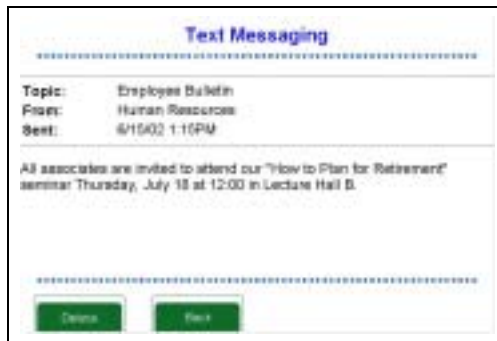 Text Messaging
Topic: Employee Bulletin
From: Human Resources
Sent: 6/15/02 1:15PM
All associates are invited to attend our "How to Plan for Retirement"
seminar Thursday, July 18 at 12:00 in Lecture Hall B.
Delete Back